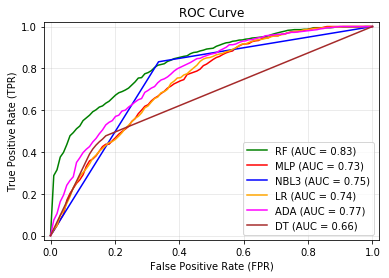 ROC Curve
True Positive Rate (TPR)
1.0
0.8
0.6
0.4
0.2
0.0
RF (AUC = 0.83)
MLP (AUC = 0.73)
NBL3 (AUC = 0.75)
LR (AUC = 0.74)
ADA (AUC = 0.77)
DT (AUC = 0.66)
0.0 0.2 0.4 0.6 0.8 1.0
False Positive Rate (FPR)